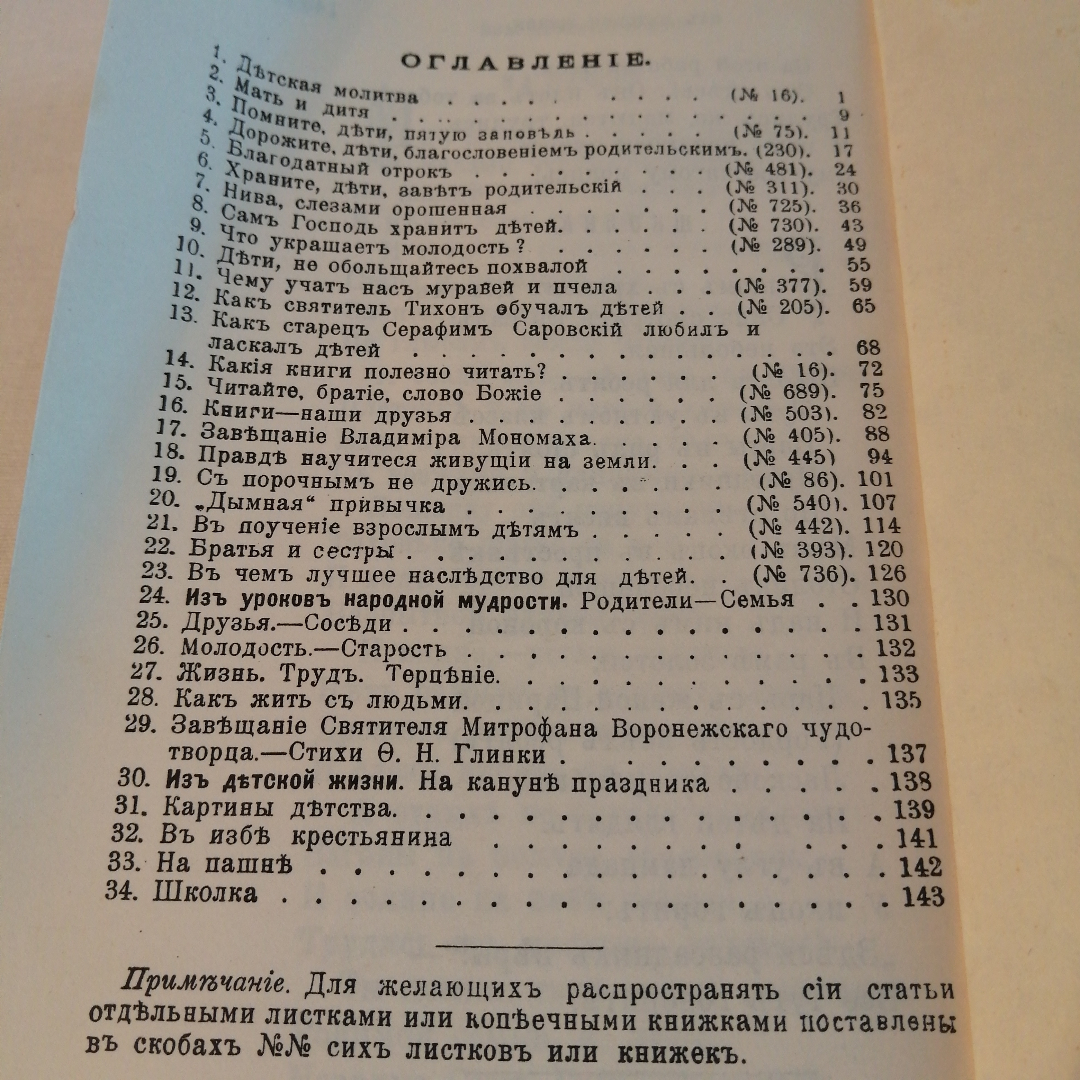 ОГЛАВЛЕНІЕ.
1. Дѣтская молитва . . . . . . . . . (№ 16). 1
2. Мать и дитя . . . . . . . . . . . . . 9
3. Помните, дѣти, пятую заповѣдь . . . . . (№ 75). 11
4. Дорожите, дѣти, благословеніемъ родительскимъ. (230). 17
5. Благодатный отрокъ . . . . . . . . . (№ 481). 24
6. Храните, дѣти, завѣтъ родительскій . . . (№ 311). 30
7. Нива, слезами орошенная . . . . . . . (№ 725). 36
8. Самъ Господь хранитъ дѣтей. . . . . . (№ 730). 43
9. Что украшаетъ молодость? . . . . . . (№ 289). 49
10. Дѣти, не обольщайтесь похвалой . . . . . . . . 55
11. Чему учатъ насъ муравей и пчела . . . (№ 377). 59
12. Какъ святитель Тихонъ обучалъ дѣтей . . (№ 205). 65
13. Какъ старецъ Серафимъ Саровскій любилъ и
ласкалъ дѣтей . . . . . . . . . . . . . . . 68
14. Какія книги полезно читать? . . . . . . (№ 16). 72
15. Читайте, братіе, слово Божіе . . . . . . (№ 689). 75
16. Книги—наши друзья . . . . . . . . . (№ 503). 82
17. Завѣщаніе Владиміра Мономаха. . . . . (№ 405). 88
18. Правдѣ научитеся живущіи на земли. . . (№ 445) 94
19. Съ порочнымъ не дружись. . . . . . . (№ 86). 101
20. „Дымная“ привычка . . . . . . . . . (№ 540). 107
21. Въ поученіе взрослымъ дѣтямъ . . . . . (№ 442). 114
22. Братья и сестры . . . . . . . . . . . (№ 393). 120
23. Въ чемъ лучшее наслѣдство для дѣтей. . (№ 736). 126
24. Изъ уроковъ народной мудрости. Родители—Семья . . 130
25. Друзья.—Сосѣди . . . . . . . . . . . . . . . 131
26. Молодость.—Старость . . . . . . . . . . . . . 132
27. Жизнь. Трудъ. Терпѣніе. . . . . . . . . . . . 133
28. Какъ жить съ людьми. . . . . . . . . . . . . 135
29. Завѣщаніе Святителя Митрофана Воронежскаго чудо-
творца.—Стихи Ѳ. Н. Глинки . . . . . . . . . 137
30. Изъ дѣтской жизни. На канунѣ праздника . . . . . 138
31. Картины дѣтства. . . . . . . . . . . . . . . 139
32. Въ избѣ крестьянина . . . . . . . . . . . . 141
33. На пашнѣ . . . . . . . . . . . . . . . . . 142
34. Школка . . . . . . . . . . . . . . . . . . 143
Примѣчаніе. Для желающихъ распространять сіи статьи
отдѣльными листками или копѣечными книжками поставлены
въ скобахъ №№ сихъ листковъ или книжекъ.